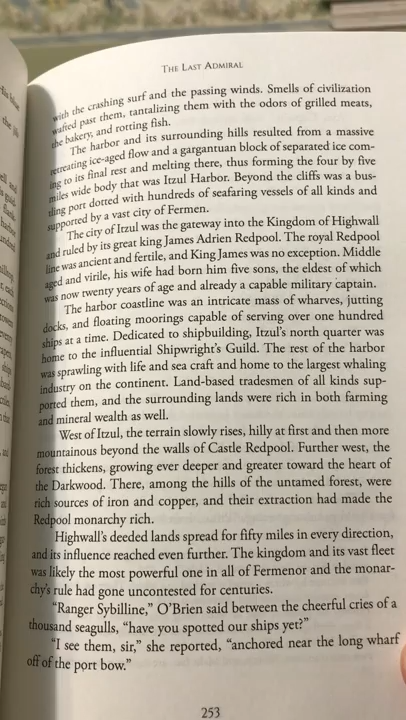 THE LAST ADMIRAL
with the crashing surf and the passing winds. Smells of civilization
wafted past them, tantalizing them with the odors of grilled meats,
the bakery, and rotting fish.
The harbor and its surrounding hills resulted from a massive
retreating ice-aged flow and a gargantuan block of separated ice com-
ing to its final rest and melting there, thus forming the four by five
miles wide body that was Itzul Harbor. Beyond the cliffs was a bus-
tling port dotted with hundreds of seafaring vessels of all kinds and
supported by a vast city of Fermen.
The city of Itzul was the gateway into the Kingdom of Highwall
and ruled by its great king James Adrien Redpool. The royal Redpool
line was ancient and fertile, and King James was no exception. Middle
aged and virile, his wife had born him five sons, the eldest of which
was now twenty years of age and already a capable military captain.
The harbor coastline was an intricate mass of wharves, jutting
docks, and floating moorings capable of serving over one hundred
ships at a time. Dedicated to shipbuilding, Itzul's north quarter was
home to the influential Shipwright's Guild. The rest of the harbor
was sprawling with life and sea craft and home to the largest whaling
industry on the continent. Land-based tradesmen of all kinds sup-
ported them, and the surrounding lands were rich in both farming
and mineral wealth as well.
West of Itzul, the terrain slowly rises, hilly at first and then more
mountainous beyond the walls of Castle Redpool. Further west, the
forest thickens, growing ever deeper and greater toward the heart of
the Darkwood. There, among the hills of the untamed forest, were
rich sources of iron and copper, and their extraction had made the
Redpool monarchy rich.
Highwall's deeded lands spread for fifty miles in every direction,
and its influence reached even further. The kingdom and its vast fleet
was likely the most powerful one in all of Fermenor and the monar-
chy's rule had gone uncontested for centuries.
"Ranger Sybilline," O'Brien said between the cheerful cries of a
thousand seagulls, "have you spotted our ships yet?"
"I see them, sir," she reported, "anchored near the long wharf
off of the port bow."
253